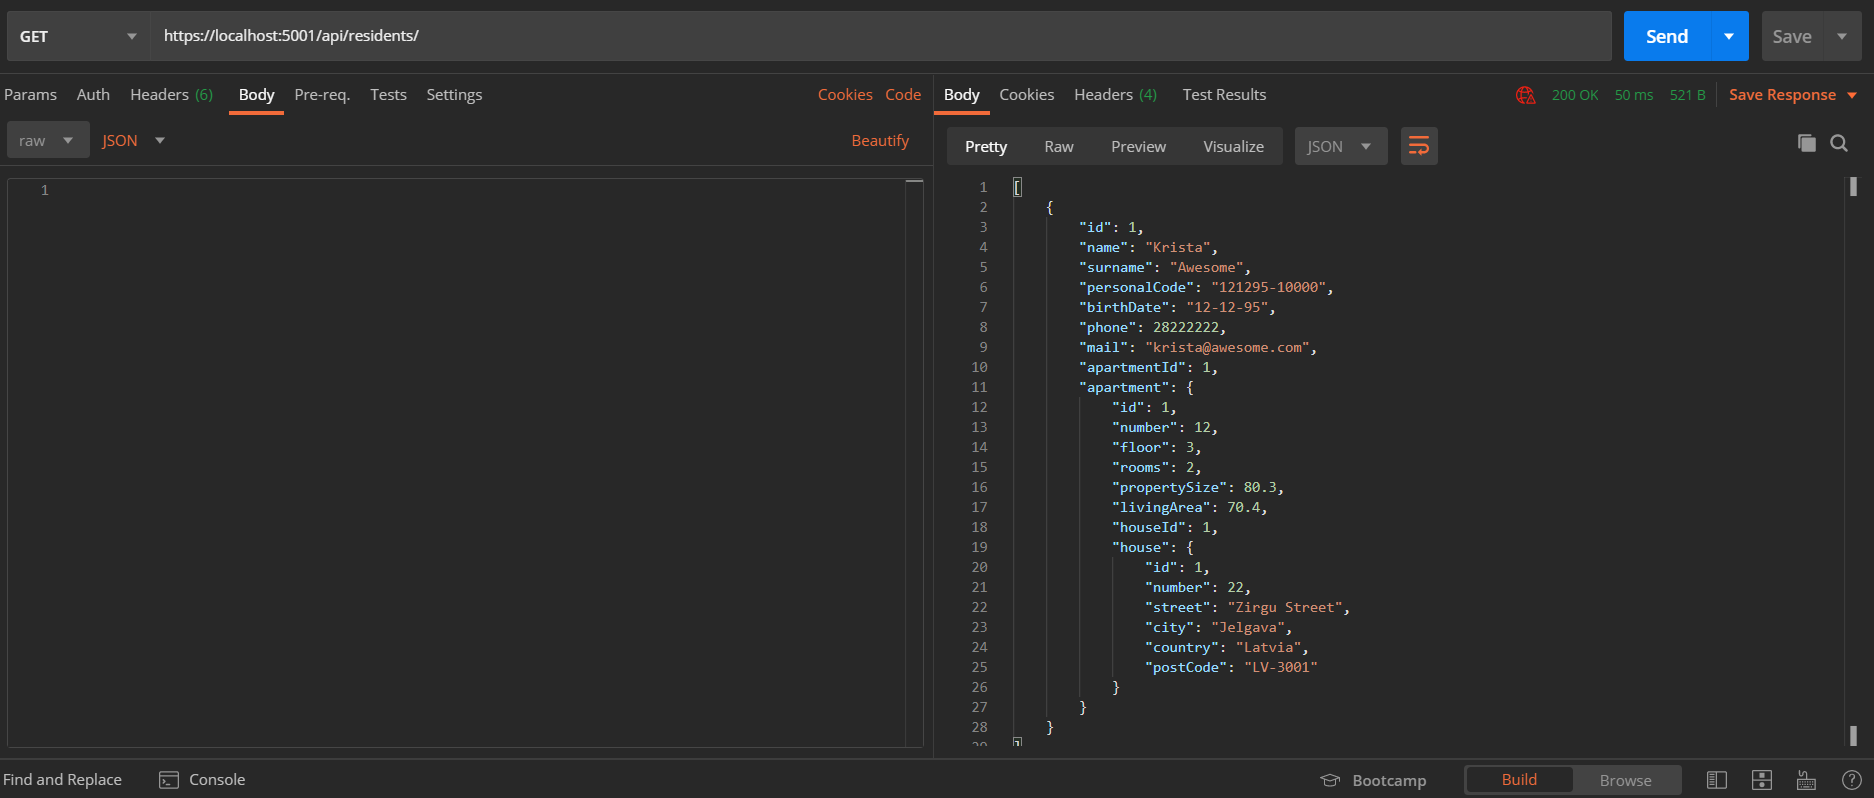 GET https://localhost:5001/api/residents/ Send Save
Params Auth Headers (6) Body Pre-req. Tests Settings Cookies Code
raw JSON Beautify
1
Body Cookies Headers (4) Test Results 200 OK 50 ms 521 B Save Response
Pretty Raw Preview Visualize JSON
1 [
2 {
3 "id": 1,
4 "name": "Krista",
5 "surname": "Awesome",
6 "personalCode": "121295-10000",
7 "birthDate": "12-12-95",
8 "phone": 28222222,
9 "mail": "krista@awesome.com",
10 "apartmentId": 1,
11 "apartment": {
12 "id": 1,
13 "number": 12,
14 "floor": 3,
15 "rooms": 2,
16 "propertySize": 80.3,
17 "livingArea": 70.4,
18 "houseId": 1,
19 "house": {
20 "id": 1,
21 "number": 22,
22 "street": "Zirgu Street",
23 "city": "Jelgava",
24 "country": "Latvia",
25 "postCode": "LV-3001"
26 }
27 }
28 }
29 ]
Find and Replace Console Bootcamp Build Browse